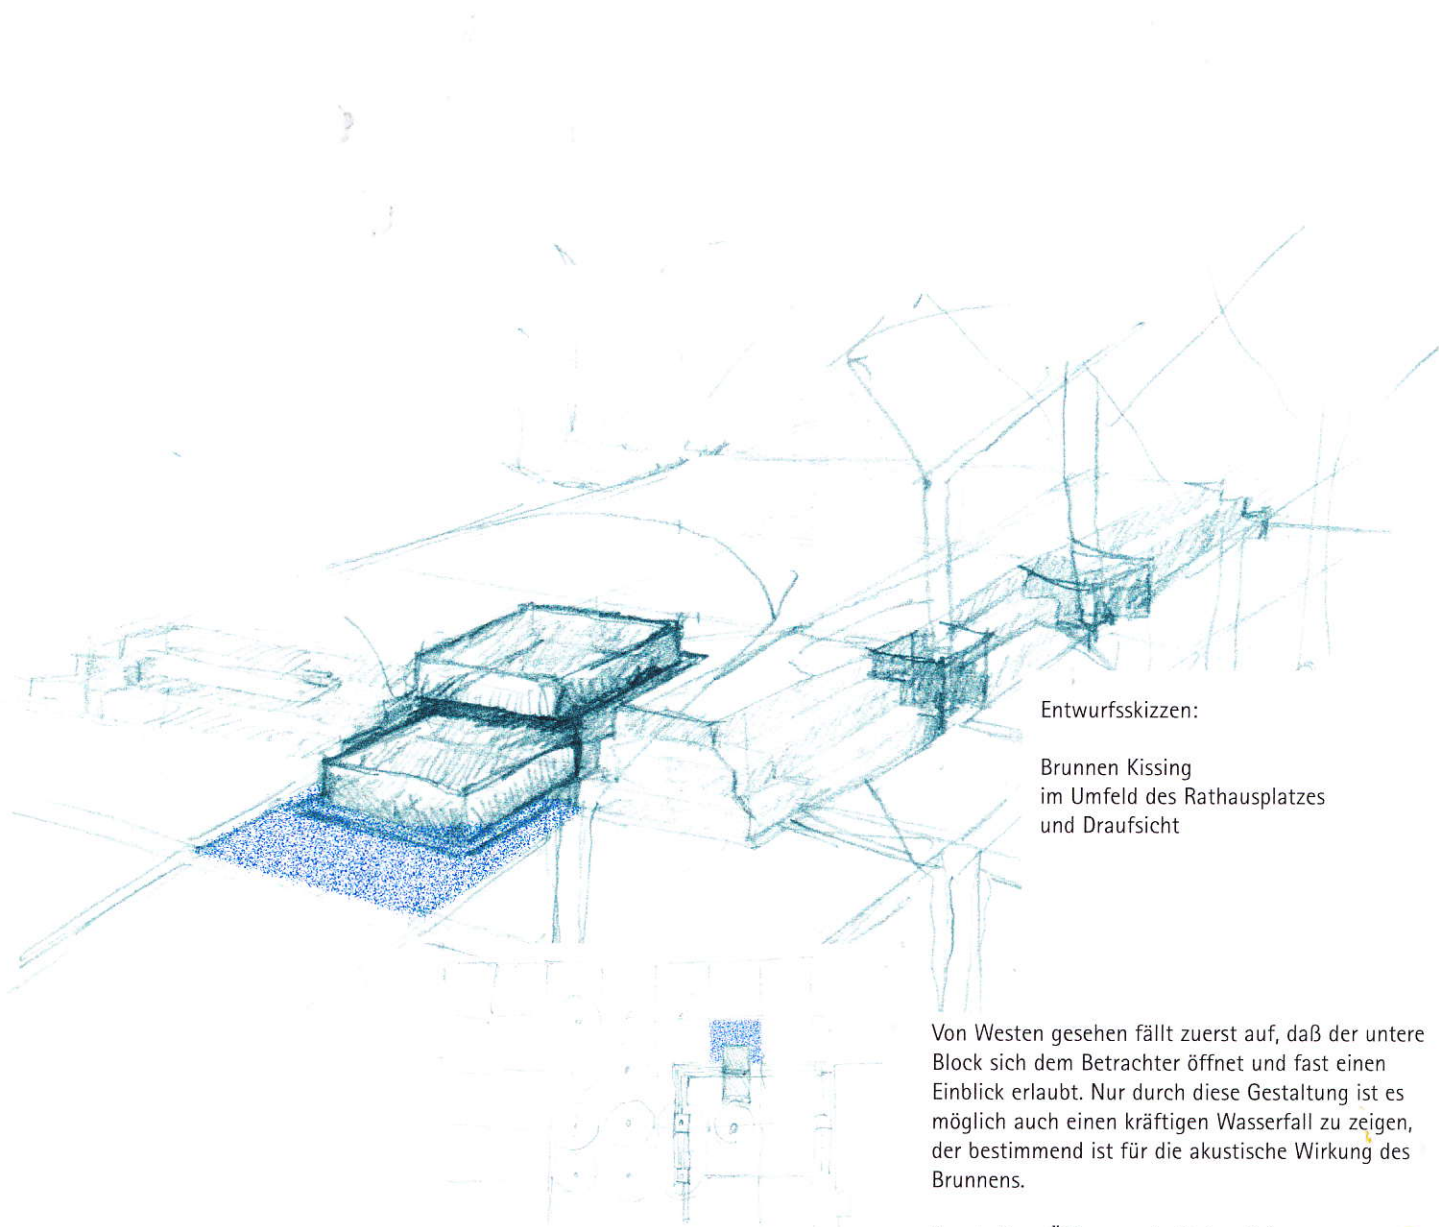 Entwurfsskizzen:
Brunnen Kissing
im Umfeld des Rathausplatzes
und Draufsicht
Von Westen gesehen fällt zuerst auf, daß der untere
Block sich dem Betrachter öffnet und fast einen
Einblick erlaubt. Nur durch diese Gestaltung ist es
möglich auch einen kräftigen Wasserfall zu zeigen,
der bestimmend ist für die akustische Wirkung des
Brunnens.